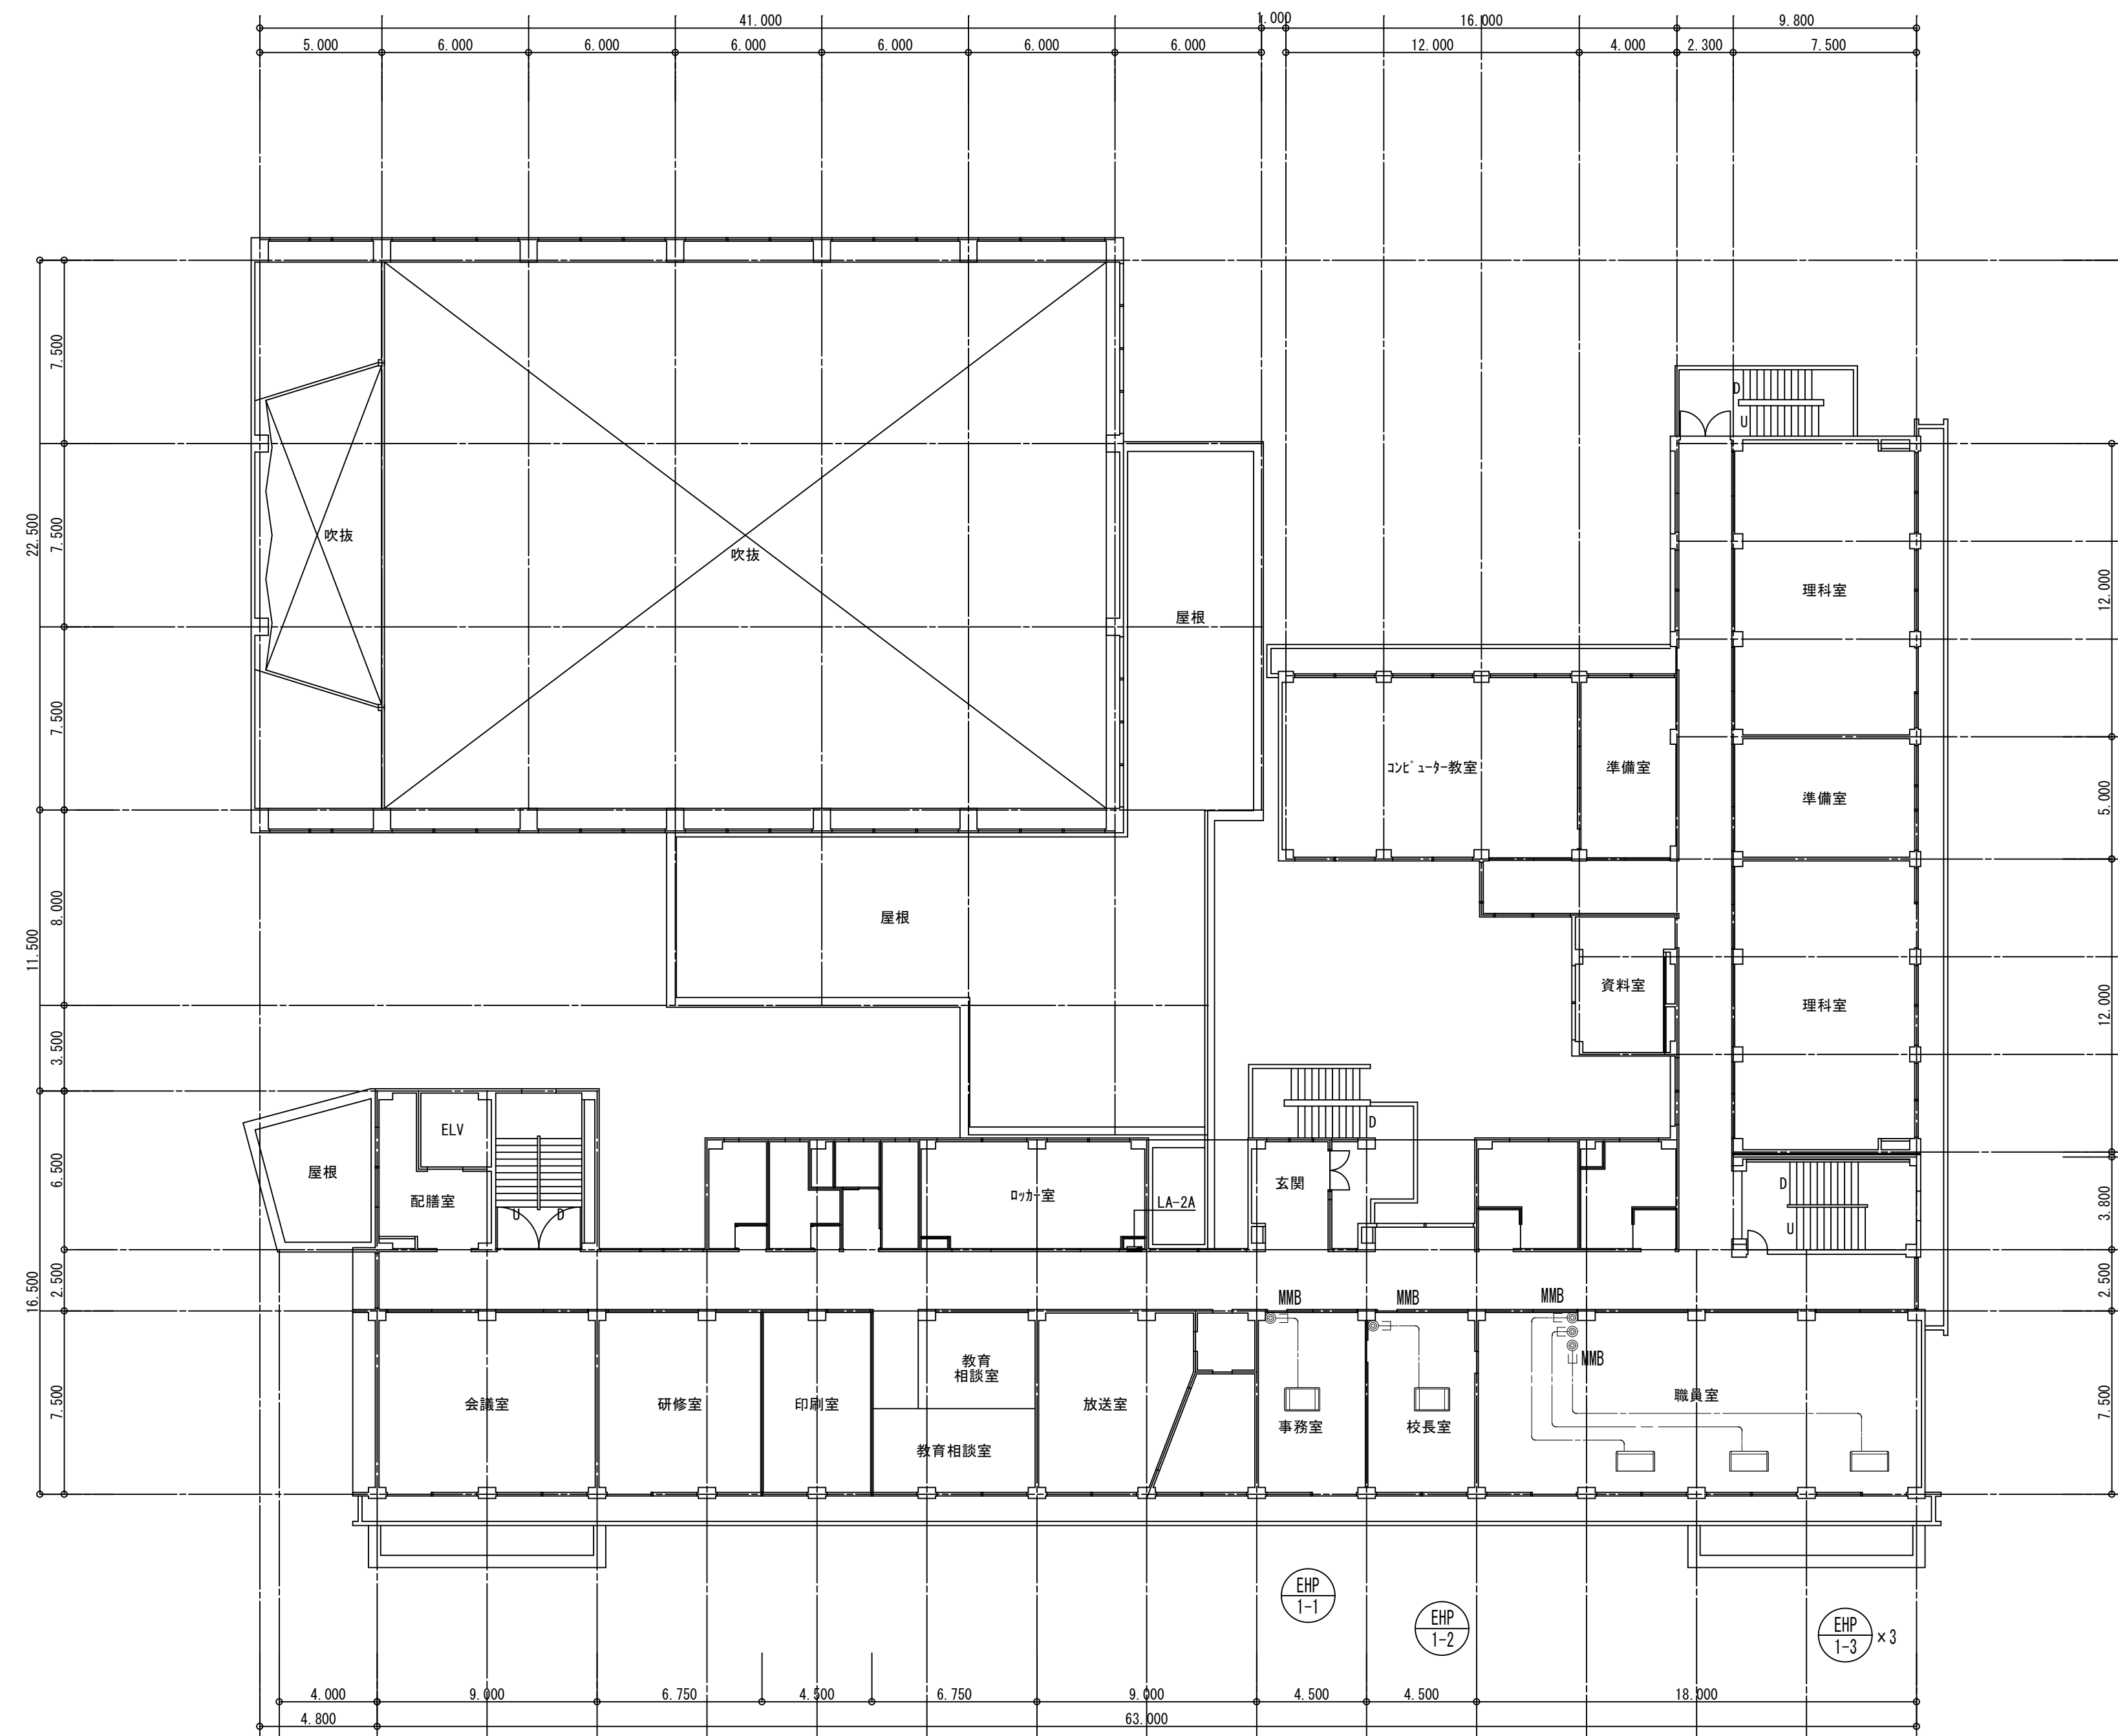 41.000
1.000
16.000
9.800
5.000
6.000
6.000
6.000
6.000
6.000
6.000
12.000
4.000
2.300
7.500
22.500
7.500
7.500
7.500
11.500
8.000
3.500
16.500
6.500
2.500
7.500
12.000
5.000
12.000
3.800
2.500
7.500
D
U
吹抜
吹抜
屋根
理科室
コンピューター教室
準備室
準備室
屋根
資料室
理科室
ELV
屋根
配膳室
U
D
ロッカー室
LA-2A
玄関
D
D
U
MMB
MMB
MMB
MMB
会議室
研修室
印刷室
教育
相談室
教育相談室
放送室
事務室
校長室
職員室
EHP
1-1
EHP
1-2
EHP
1-3
×3
4.000
9.000
6.750
4.500
6.750
9.000
4.500
4.500
18.000
4.800
63.000